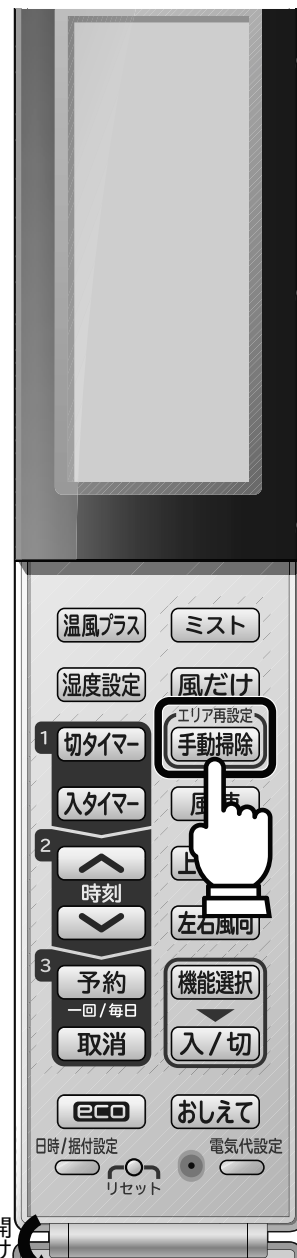 温風プラス
ミスト
湿度設定
風だけ
1
切タイマー
エリア再設定
手動掃除
入タイマー
風
2
時刻
上
左右風向
3
予約
一回/毎日
取消
機能選択
入/切
eco
おしえて
日時/据付設定
リセット
電気代設定
開
け